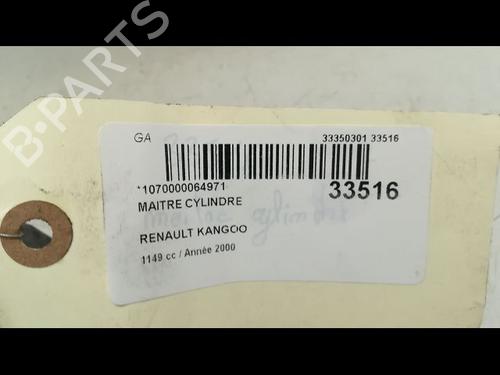 B-PARTS
GA
33350301 33516
*1070000064971
33516
MAITRE CYLINDRE
maitre cylindre
RENAULT KANGOO
1149 cc / Année 2000